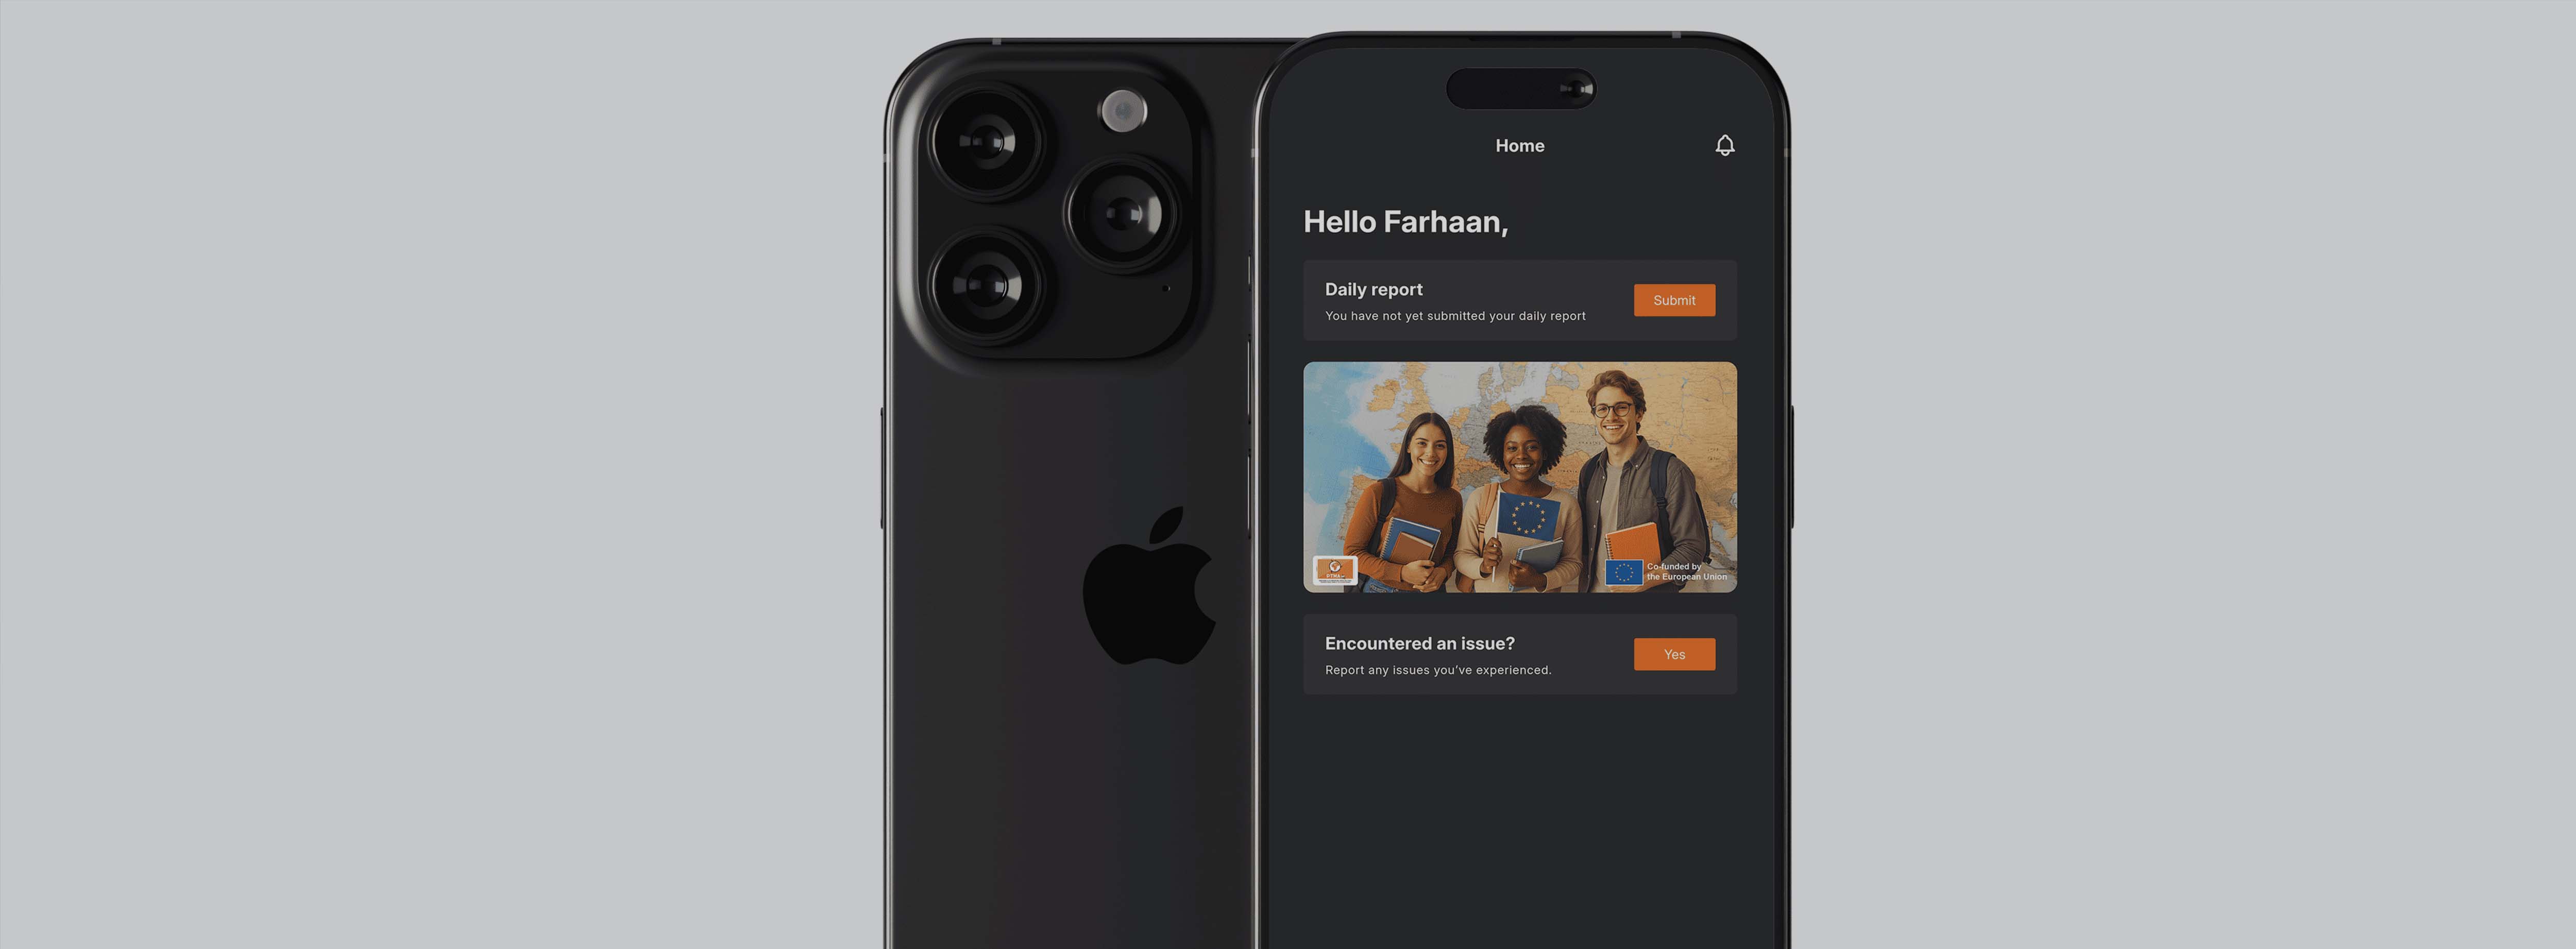 Home
Hello Farhaan,
Daily report
You have not yet submitted your daily report
Submit
Co-funded by
the European Union
Encountered an issue?
Report any issues you've experienced.
Yes